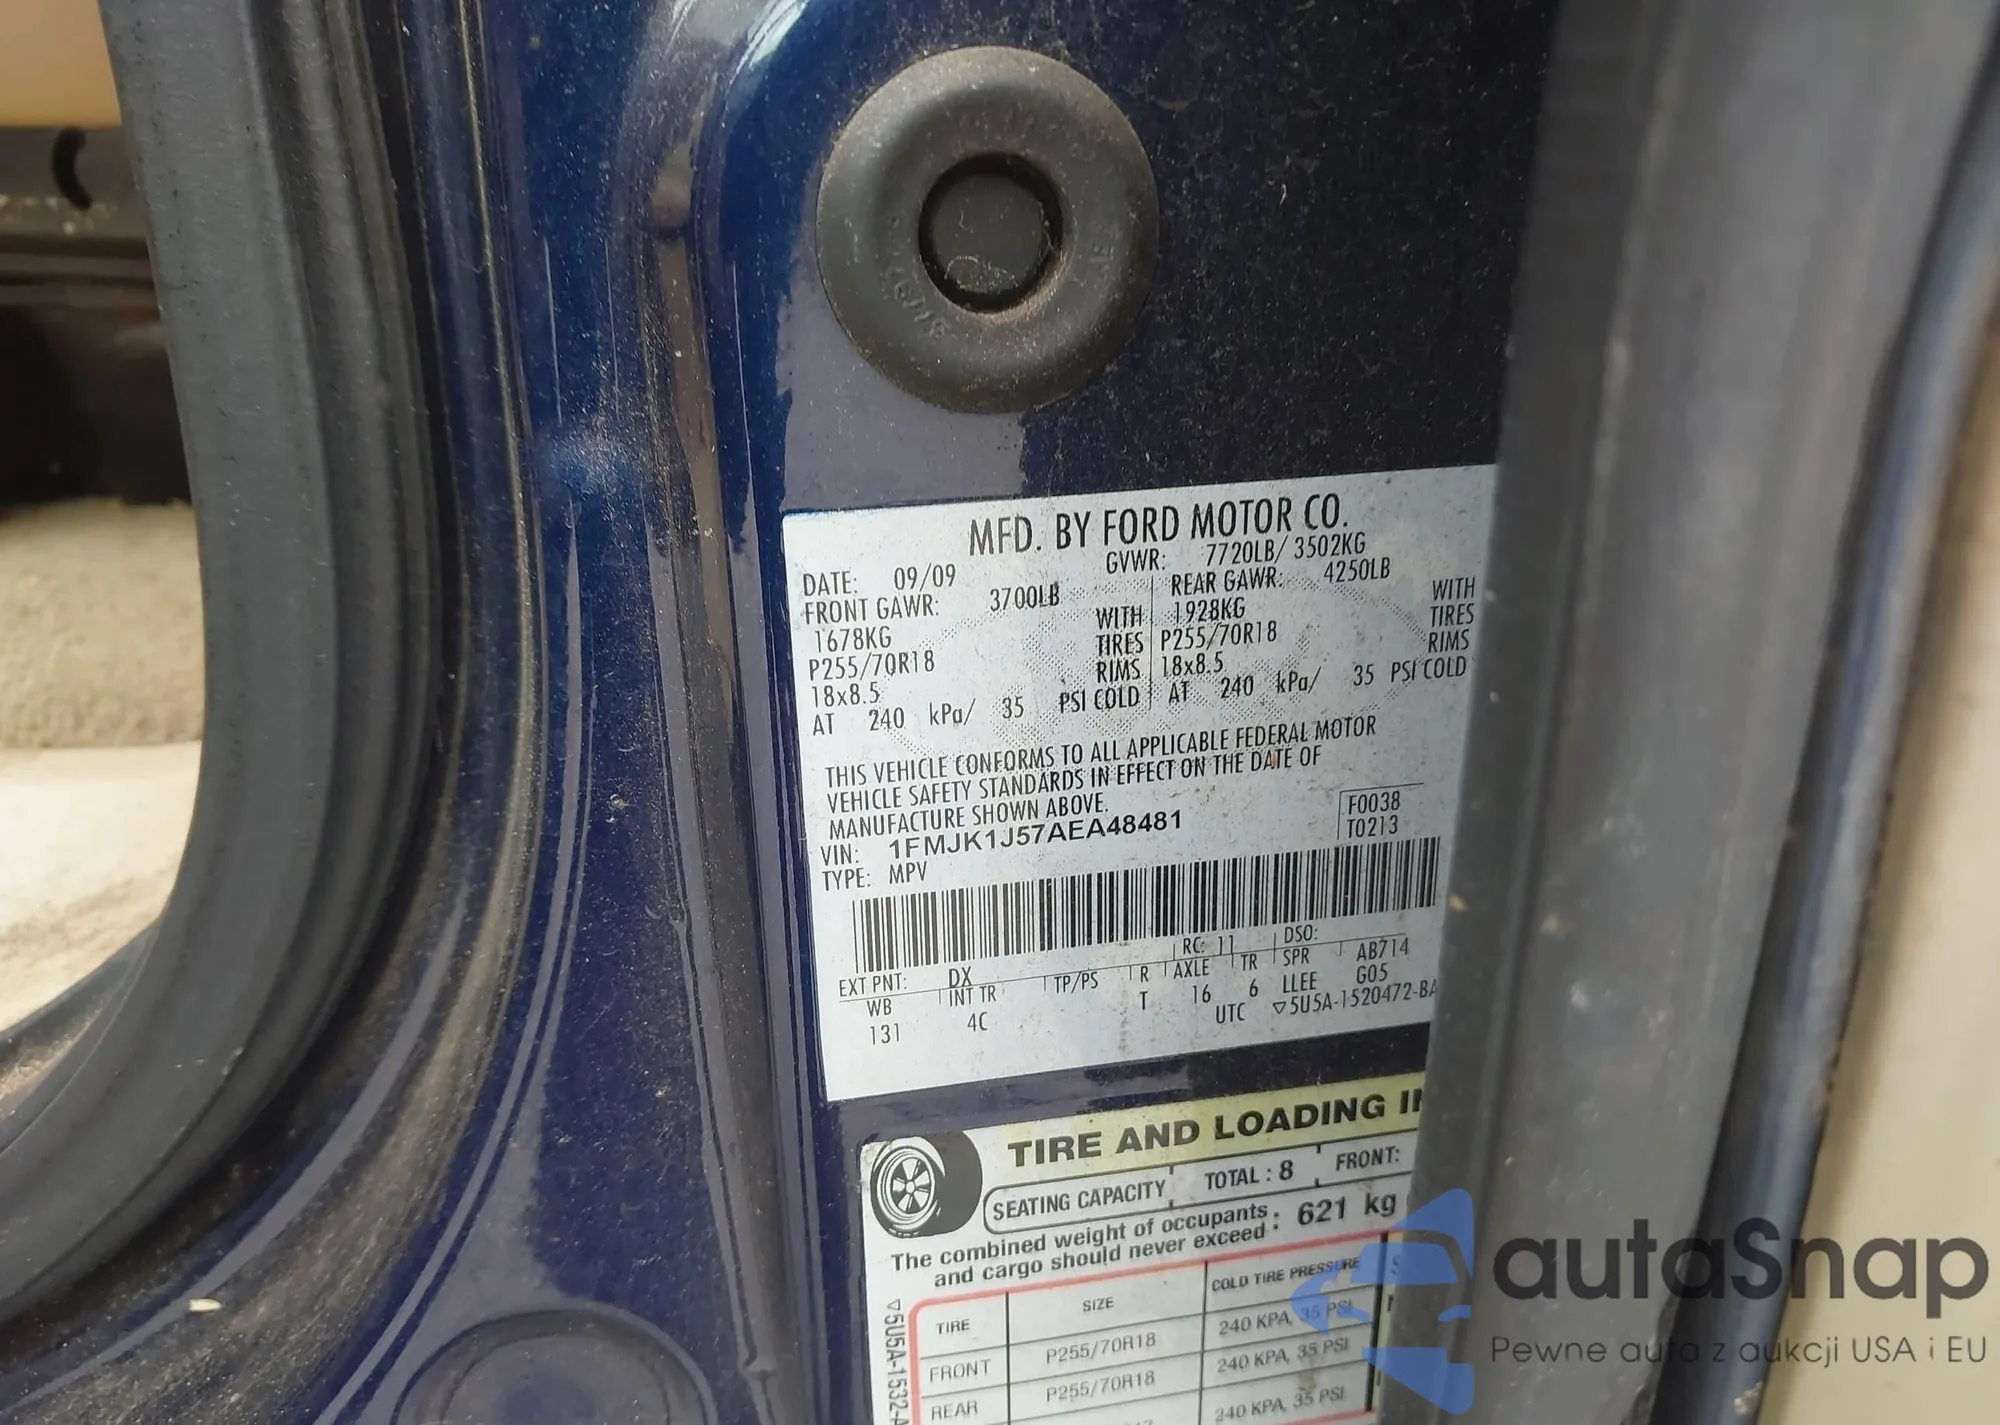 MFD. BY FORD MOTOR CO.
DATE: 09/09 GVWR: 7720LB/ 3502KG
FRONT GAWR: 3700LB REAR GAWR: 4250LB
1678KG WITH 1928KG WITH
P255/70R18 TIRES P255/70R18 TIRES
18x8.5 RIMS 18x8.5 RIMS
AT 240 kPa/ 35 PSI COLD AT 240 kPa/ 35 PSI COLD
THIS VEHICLE CONFORMS TO ALL APPLICABLE FEDERAL MOTOR
VEHICLE SAFETY STANDARDS IN EFFECT ON THE DATE OF
MANUFACTURE SHOWN ABOVE.
F0038
VIN: 1FMJK1J57AEA48481 T0213
TYPE: MPV
RC: 11 DSO:
EXT PNT: DX AB714
WB INT TR TP/PS R AXLE TR SPR G05
131 4C T 16 6 LLEE
UTC ▽5U5A-1520472-BA
TIRE AND LOADING
SEATING CAPACITY TOTAL : 8 FRONT:
The combined weight of occupants
and cargo should never exceed : 621 kg
TIRE SIZE COLD TIRE PRESSURE
FRONT P255/70R18 240 KPA, 35 PSI
REAR P255/70R18 240 KPA, 35 PSI
240 KPA, 35 PSI
▽5U5A-1532-A
autaSnap
Pewne auta z aukcji USA i EU